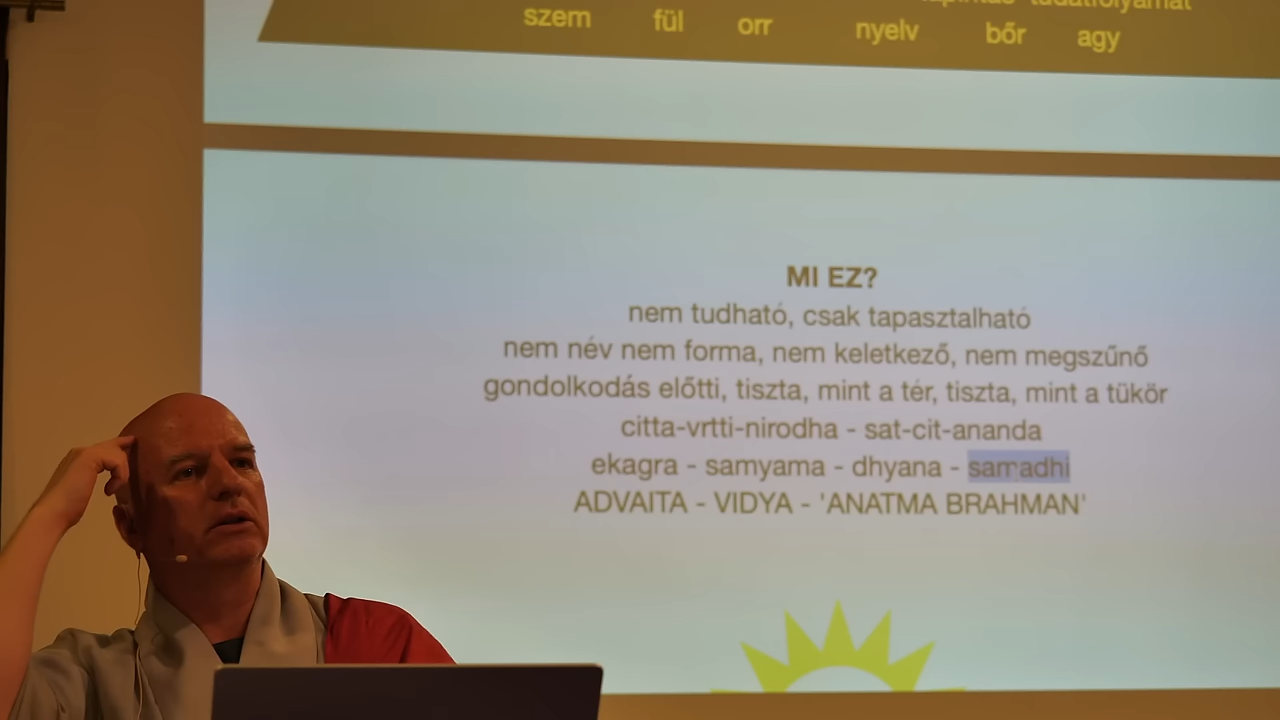 tudatfolyamat
szem fül orr nyelv bőr agy
MI EZ?
nem tudható, csak tapasztalható
nem név nem forma, nem keletkező, nem megszűnő
gondolkodás előtti, tiszta, mint a tér, tiszta, mint a tükör
citta-vrtti-nirodha - sat-cit-ananda
ekagra - samyama - dhyana - samadhi
ADVAITA - VIDYA - 'ANATMA BRAHMAN'